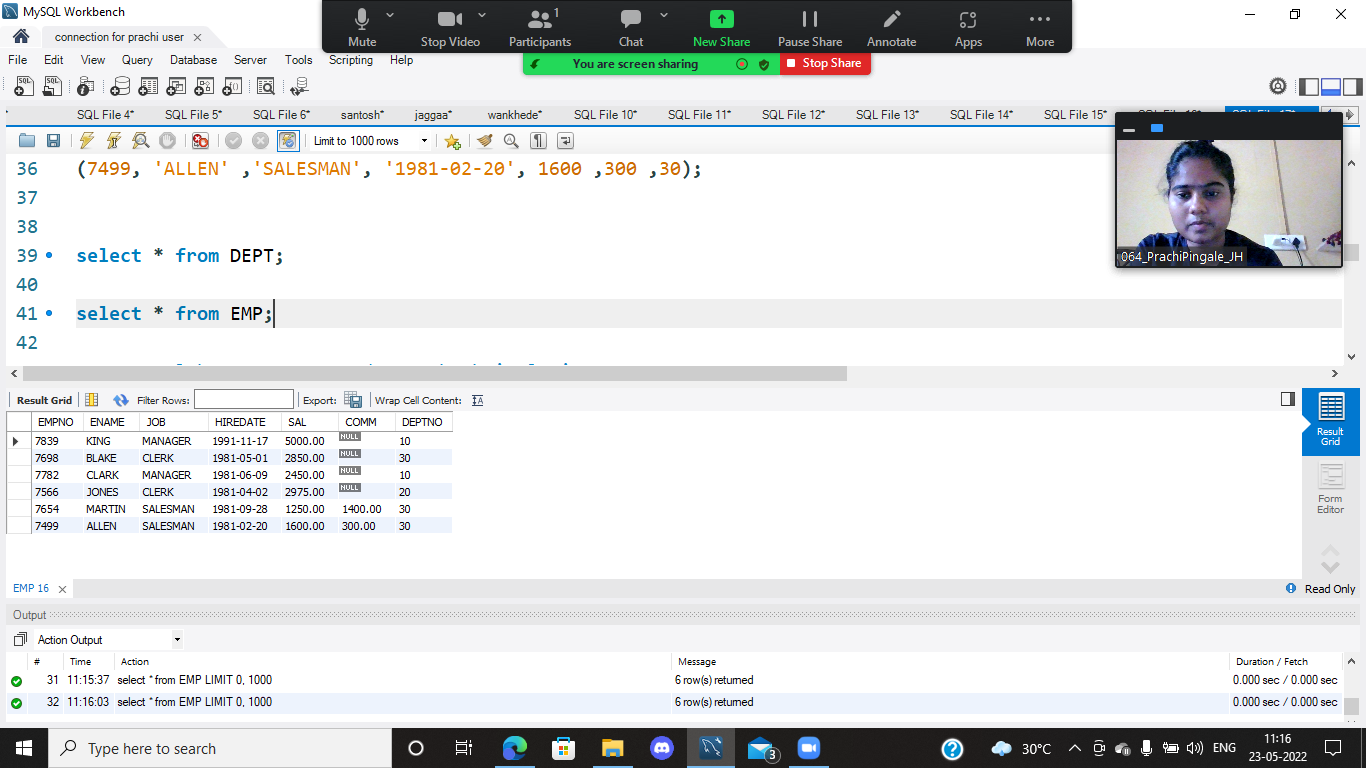 MySQL Workbench
connection for prachi user
Mute
Stop Video
1
Participants
Chat
New Share
Pause Share
Annotate
Apps
More
You are screen sharing
Stop Share
File Edit View Query Database Server Tools Scripting Help
SQL File 4* SQL File 5* SQL File 6* santosh* jaggaa* wankhede* SQL File 10* SQL File 11* SQL File 12* SQL File 13* SQL File 14* SQL File 15*
Limit to 1000 rows
36 (7499, 'ALLEN' ,'SALESMAN', '1981-02-20', 1600 ,300 ,30);
37
38
39 select * from DEPT;
40
41 select * from EMP;
42
064_PrachiPingale_JH
Result Grid Filter Rows: Export: Wrap Cell Content:
EMPNO ENAME JOB HIREDATE SAL COMM DEPTNO
7839 KING MANAGER 1991-11-17 5000.00 NULL 10
7698 BLAKE CLERK 1981-05-01 2850.00 NULL 30
7782 CLARK MANAGER 1981-06-09 2450.00 NULL 10
7566 JONES CLERK 1981-04-02 2975.00 NULL 20
7654 MARTIN SALESMAN 1981-09-28 1250.00 1400.00 30
7499 ALLEN SALESMAN 1981-02-20 1600.00 300.00 30
Result
Grid
Form
Editor
EMP 16
Read Only
Output
Action Output
# Time Action Message Duration / Fetch
31 11:15:37 select * from EMP LIMIT 0, 1000 6 row(s) returned 0.000 sec / 0.000 sec
32 11:16:03 select * from EMP LIMIT 0, 1000 6 row(s) returned 0.000 sec / 0.000 sec
Type here to search
3
30°C
ENG
11:16
23-05-2022